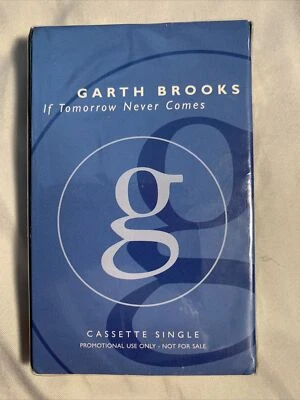 GARTH BROOKS
If Tomorrow Never Comes
g
CASSETTE SINGLE
PROMOTIONAL USE ONLY - NOT FOR SALE